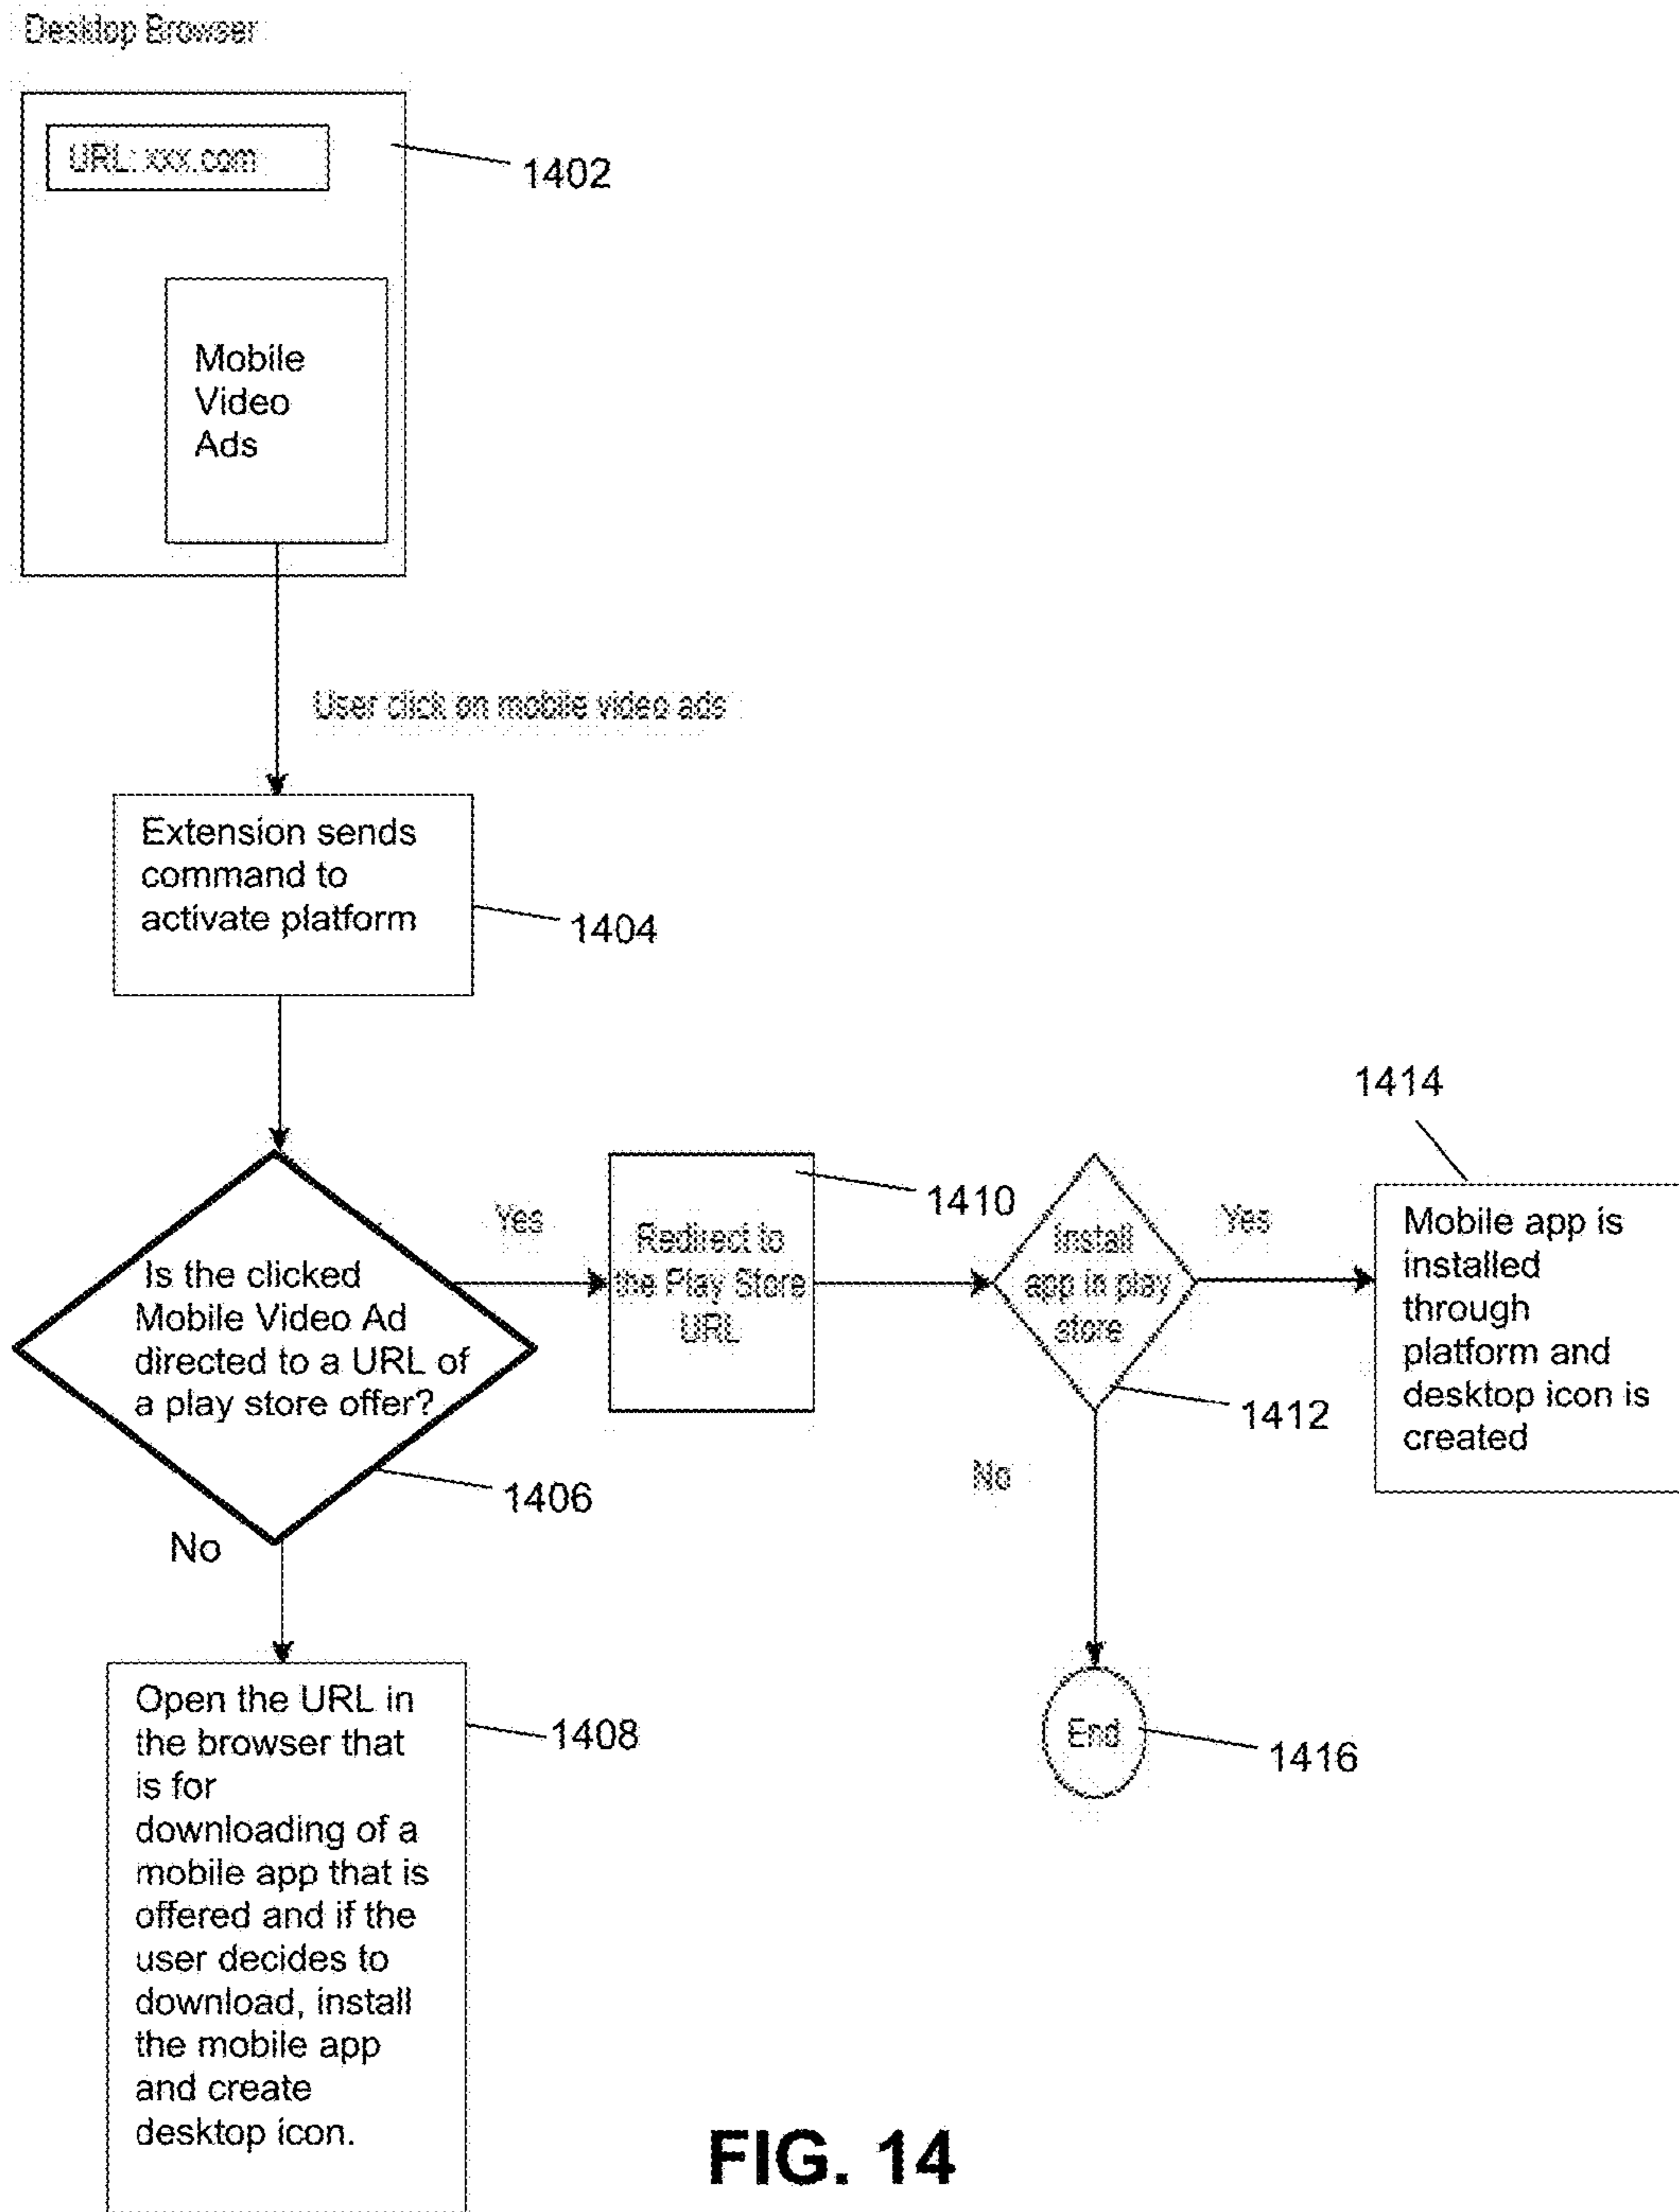 Desktop Browser
URL: xxx.com
1402
Mobile
Video
Ads
User click on mobile video ads
Extension sends
command to
activate platform
1404
Is the clicked
Mobile Video Ad
directed to a URL of
a play store offer?
1406
Yes
No
Redirect to
the Play Store
URL
1410
install
app in play
store
1412
Yes
No
1414
Mobile app is
installed
through
platform and
desktop icon is
created
End
1416
Open the URL in
the browser that
is for
downloading of a
mobile app that is
offered and if the
user decides to
download, install
the mobile app
and create
desktop icon.
1408
FIG. 14